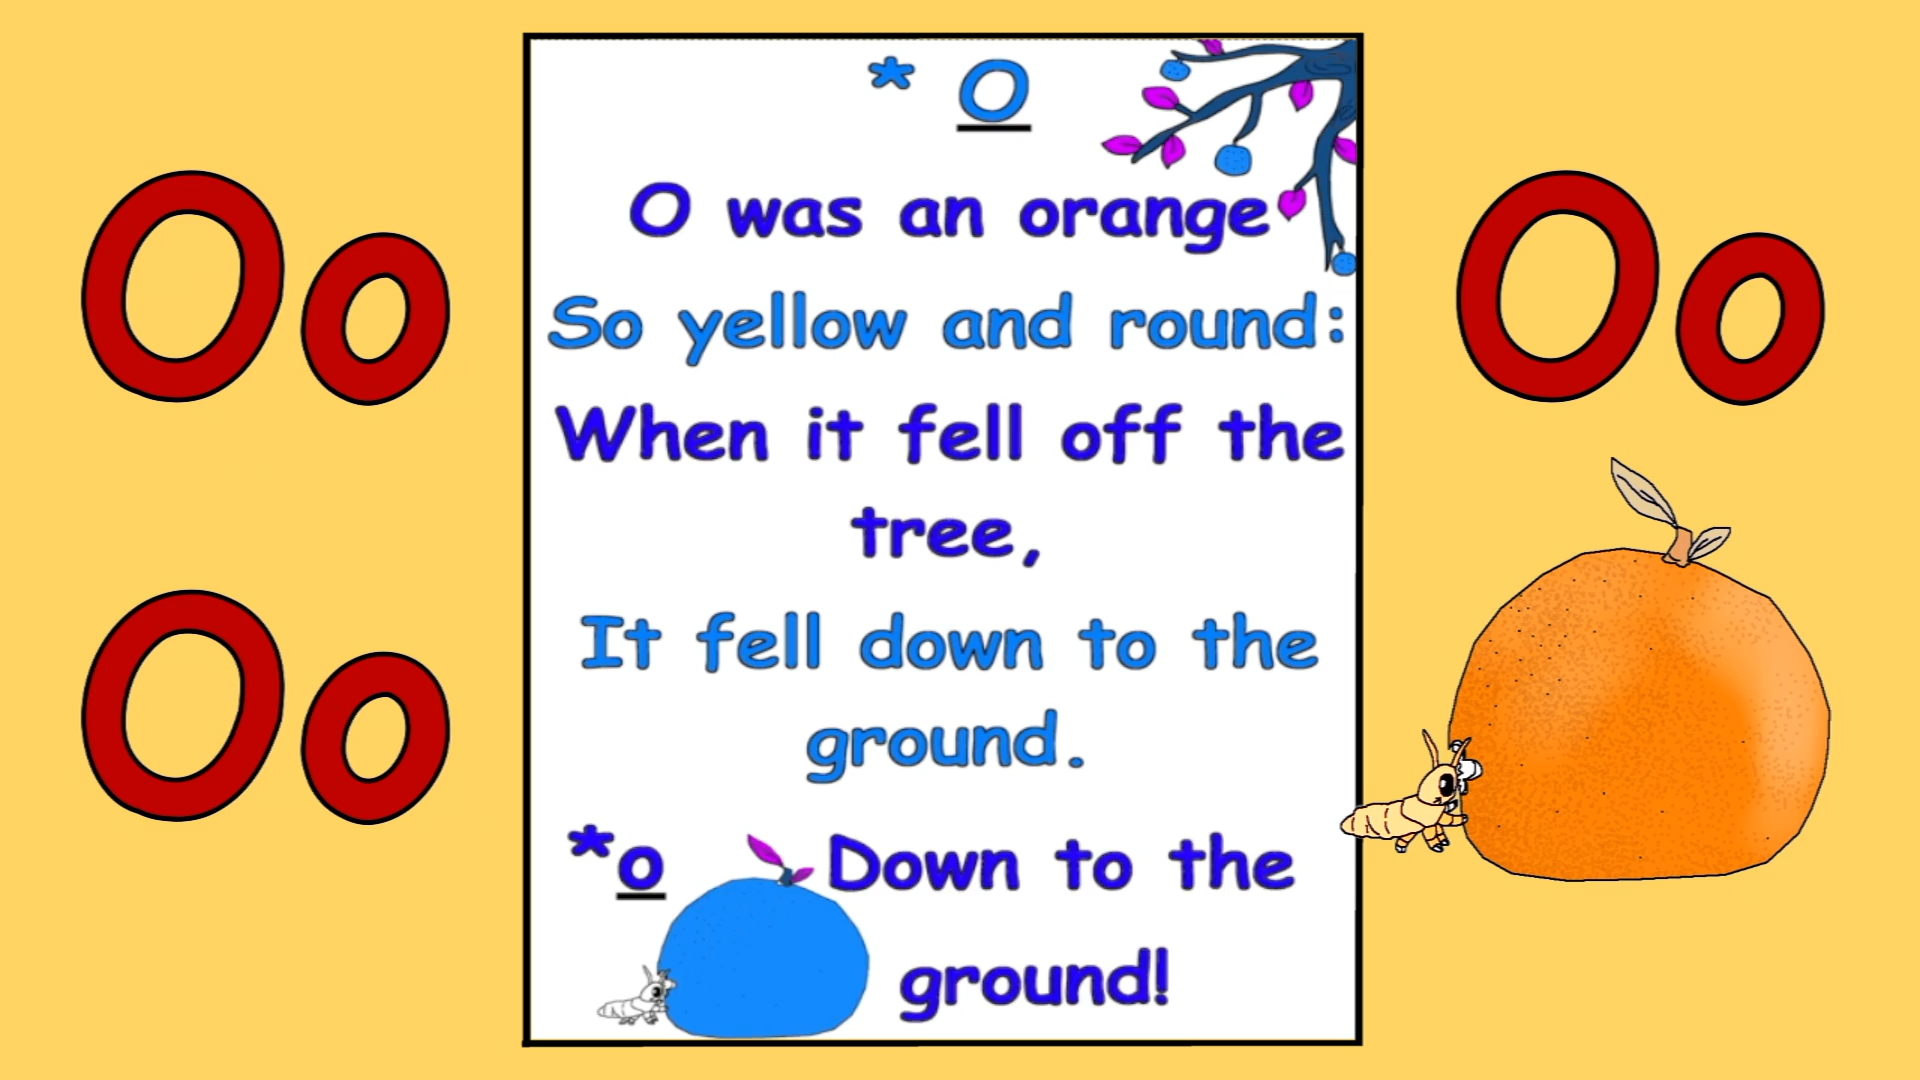 * O
O was an orange
So yellow and round:
When it fell off the
tree,
It fell down to the
ground.
*o Down to the
ground!
Oo
Oo
Oo